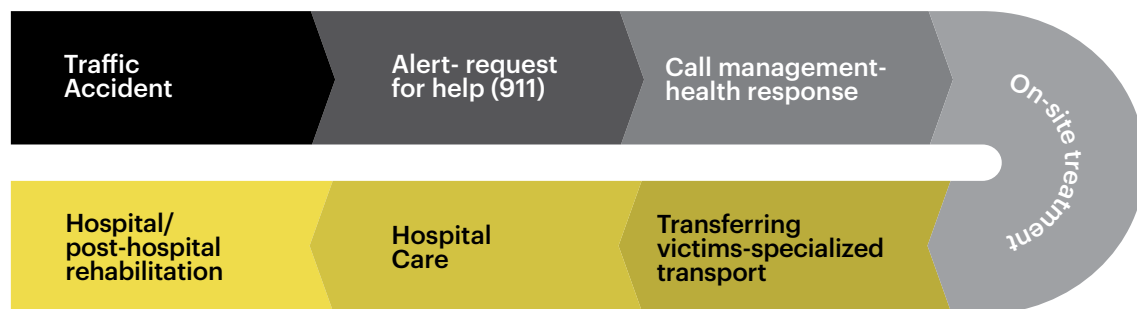 Traffic
Accident
Alert- request
for help (911)
Call management-
health response
On-site treatment
Transferring
victims-specialized
transport
Hospital
Care
Hospital/
post-hospital
rehabilitation